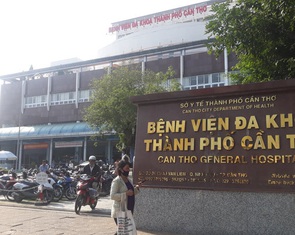 BỆNH VIỆN ĐA KHOA THÀNH PHỐ CẦN THƠ
SỞ Y TẾ THÀNH PHỐ CẦN THƠ
CAN THO CITY DEPARTMENT OF HEALTH
BỆNH VIỆN ĐA KH
THÀNH PHỐ CẦN T
CAN THO GENERAL HOSPITA